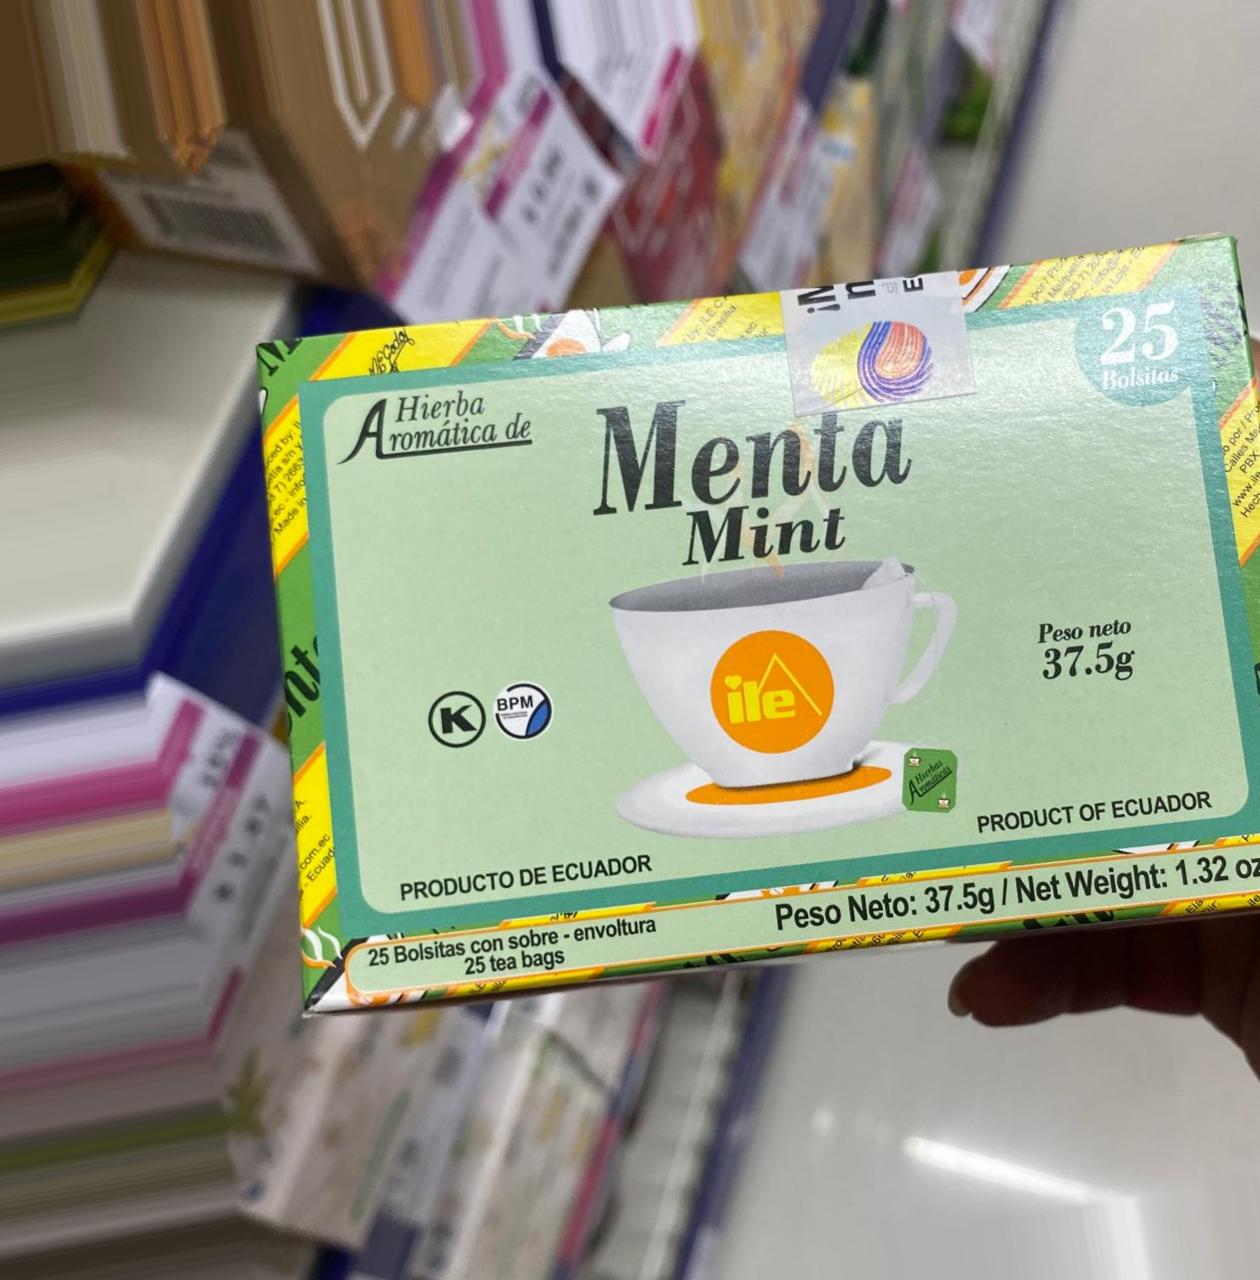 25
Bolsitas
Hierba
Aromática de
Menta
Mint
ile
Peso neto
37.5g
K
BPM
Hierbas
Aromáticas
PRODUCTO DE ECUADOR
PRODUCT OF ECUADOR
25 Bolsitas con sobre - envoltura
25 tea bags
Peso Neto: 37.5g / Net Weight: 1.32 oz